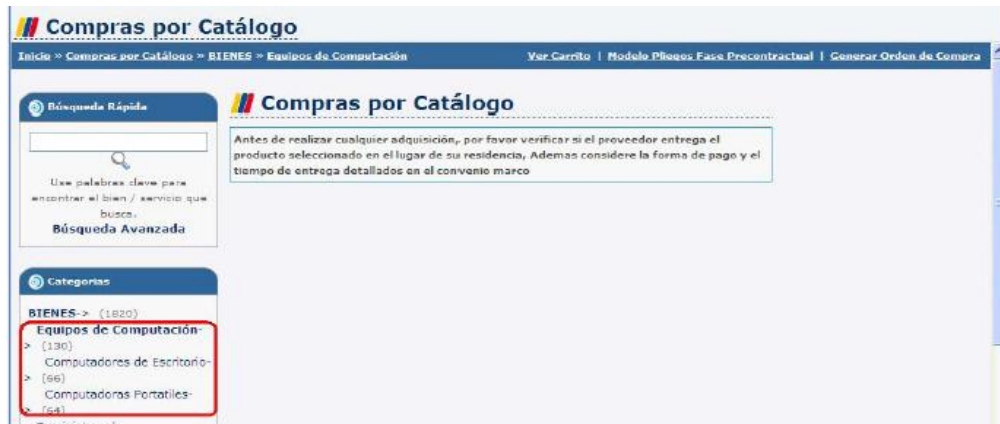 Compras por Catálogo
Inicio » Compras por Catálogo » BIENES » Equipos de Computación
Ver Carrito | Modelo Pliegos Fase Precontractual | Generar Orden de Compra
Búsqueda Rápida
Use palabras clave para
encontrar el bien / servicio que
busca.
Búsqueda Avanzada
Categorías
BIENES-> (1820)
Equipos de Computación-
> (130)
Computadores de Escritorio-
> (66)
Computadoras Portatiles-
> (64)
Compras por Catálogo
Antes de realizar cualquier adquisición, por favor verificar si el proveedor entrega el
producto seleccionado en el lugar de su residencia, Ademas considere la forma de pago y el
tiempo de entrega detallados en el convenio marco